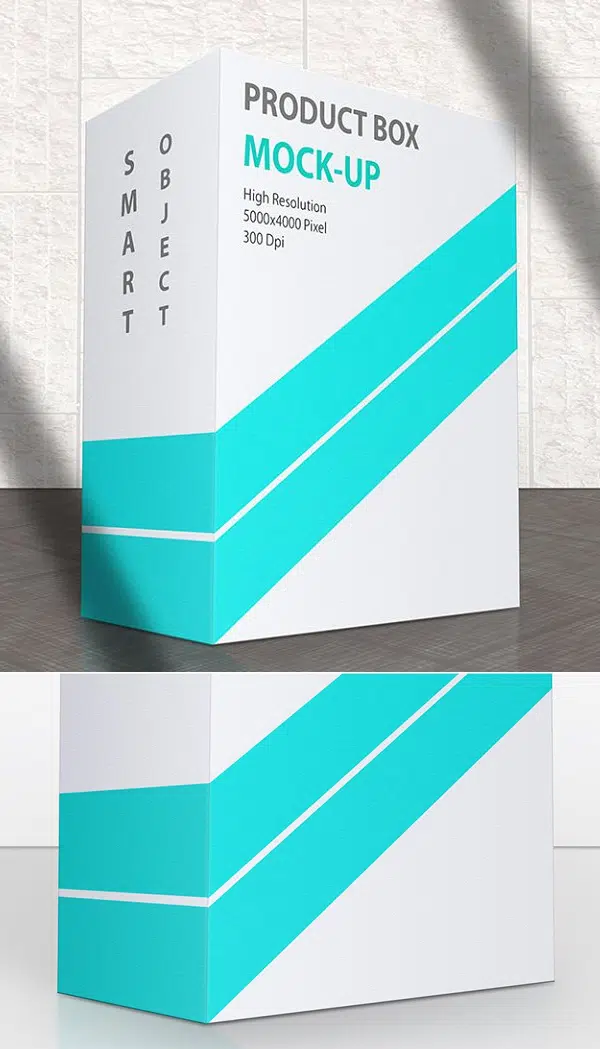 SMART
OBJECT
PRODUCT BOX
MOCK-UP
High Resolution
5000x4000 Pixel
300 Dpi